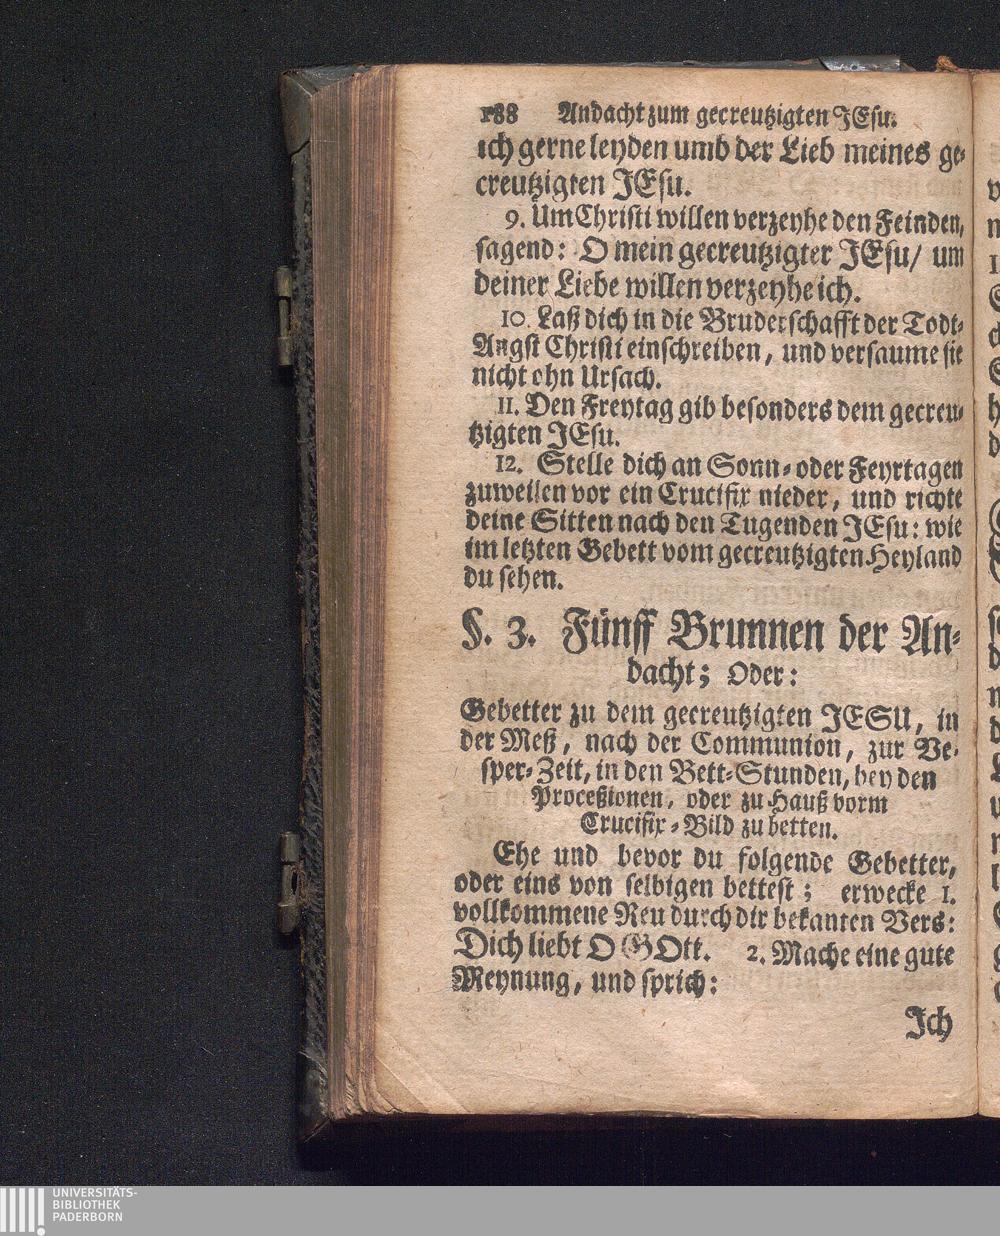 188 Andacht zum gecreutzigten JEsu.
ich gerne leyden umb der Lieb meines ge-
creutzigten JEsu.
9. Um Christi willen verzeyhe den Feinden,
sagend: O mein gecreutzigter JEsu/ um
deiner Liebe willen verzeyhe ich.
10. Laß dich in die Bruderschafft der Todt-
Angst Christi einschreiben, und versaume sie
nicht ohn Ursach.
11. Den Freytag gib besonders dem gecreu-
tzigten JEsu.
12. Stelle dich an Sonn- oder Feyrtagen
zuweilen vor ein Crucifix nieder, und richte
deine Sitten nach den Tugenden JEsu: wie
im letzten Gebett vom gecreutzigten Heyland
du sehen.
§. 3. Fünff Brunnen der An-
dacht; Oder:
Gebetter zu dem gecreutzigten JESU, in
der Meß, nach der Communion, zur Ve-
sper-Zeit, in den Bett-Stunden, bey den
Proceßionen, oder zu Hauß vorm
Crucifix-Bild zu betten.
Ehe und bevor du folgende Gebetter,
oder eins von selbigen bettest; erwecke 1.
vollkommene Reu durch dir bekanten Vers:
Dich liebt O GOtt. 2. Mache eine gute
Meynung, und sprich:
Ich
UNIVERSITÄTS-
BIBLIOTHEK
PADERBORN